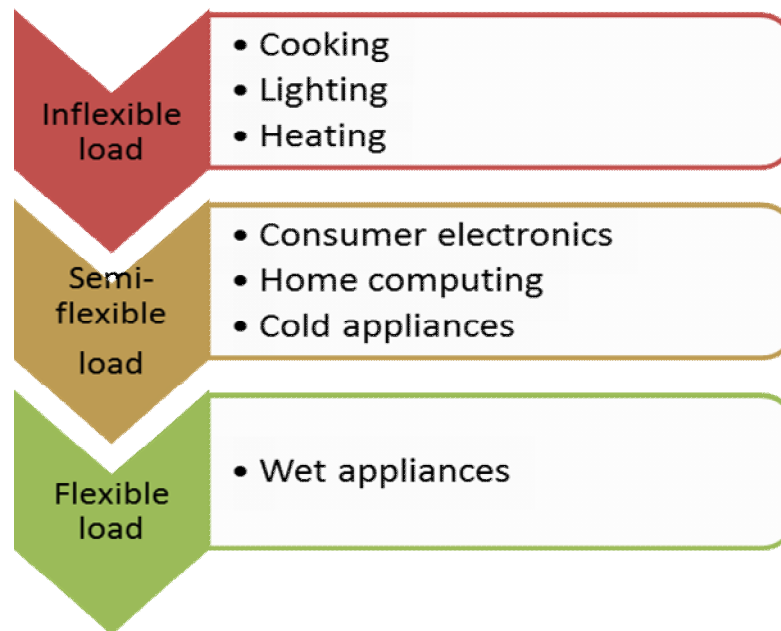 Inflexible
load
• Cooking
• Lighting
• Heating
Semi-
flexible
load
• Consumer electronics
• Home computing
• Cold appliances
Flexible
load
• Wet appliances